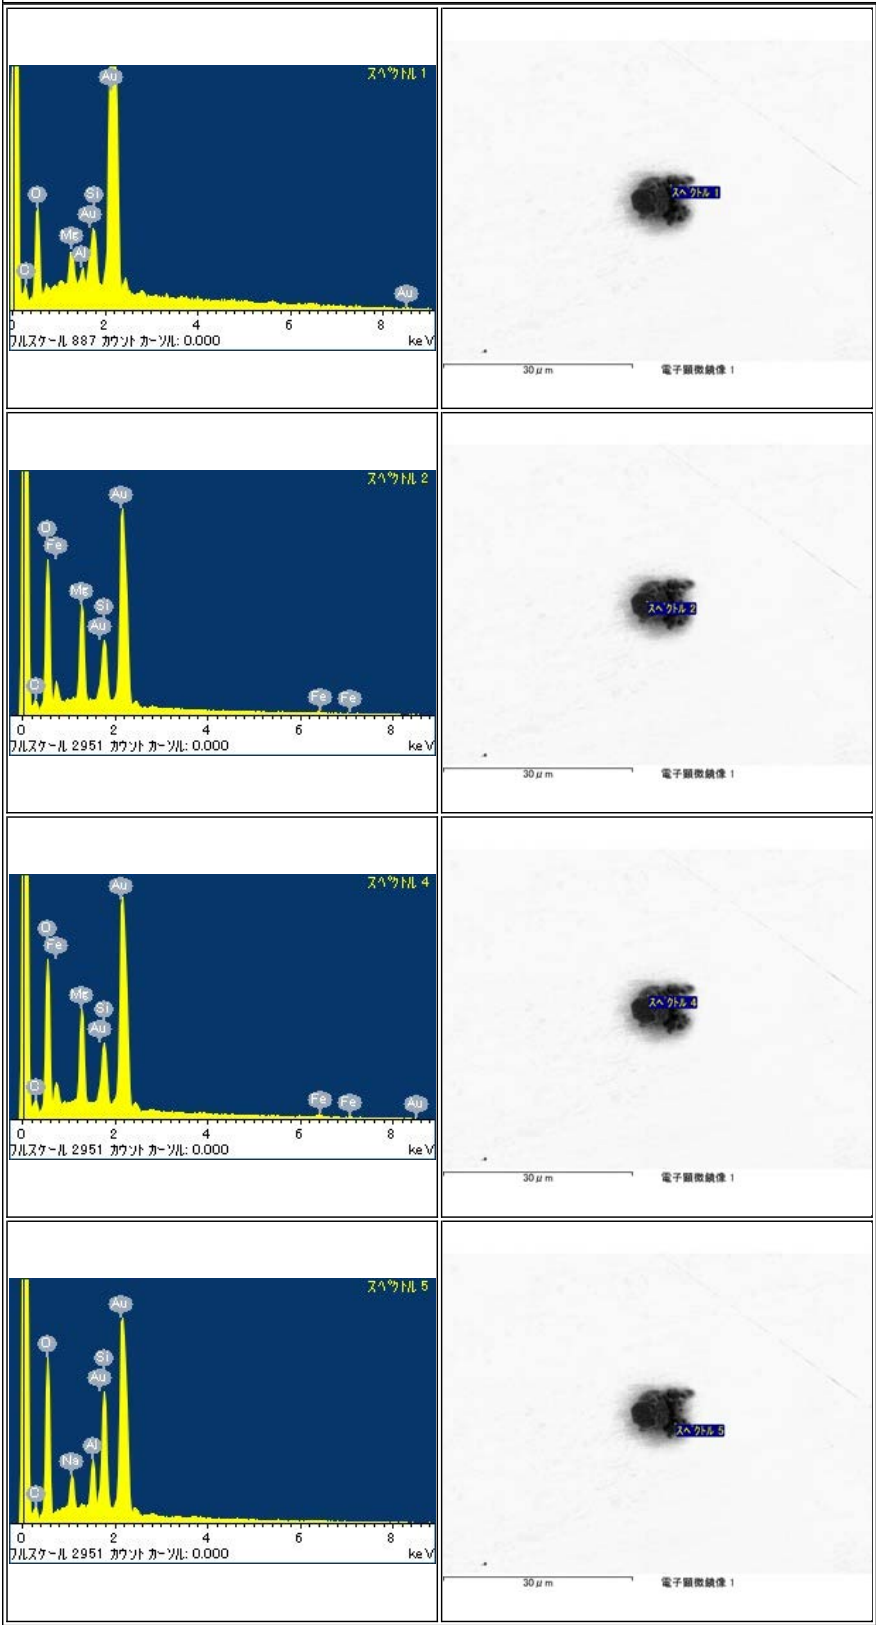 スペクトル 1
Au
O
Si
Au
Mg
Al
C
Au
0 2 4 6 8
フルスケール 887 カウント カーソル: 0.000 keV
スペクトル 1
30μm 電子顕微鏡像 1
スペクトル 2
Au
O
Fe
Mg
Si
Au
C
Fe Fe
0 2 4 6 8
フルスケール 2951 カウント カーソル: 0.000 keV
スペクトル 2
30μm 電子顕微鏡像 1
スペクトル 4
Au
O
Fe
Mg
Si
Au
C
Fe Fe Au
0 2 4 6 8
フルスケール 2951 カウント カーソル: 0.000 keV
スペクトル 4
30μm 電子顕微鏡像 1
スペクトル 5
Au
O
Si
Au
Al
Na
C
0 2 4 6 8
フルスケール 2951 カウント カーソル: 0.000 keV
スペクトル 5
30μm 電子顕微鏡像 1